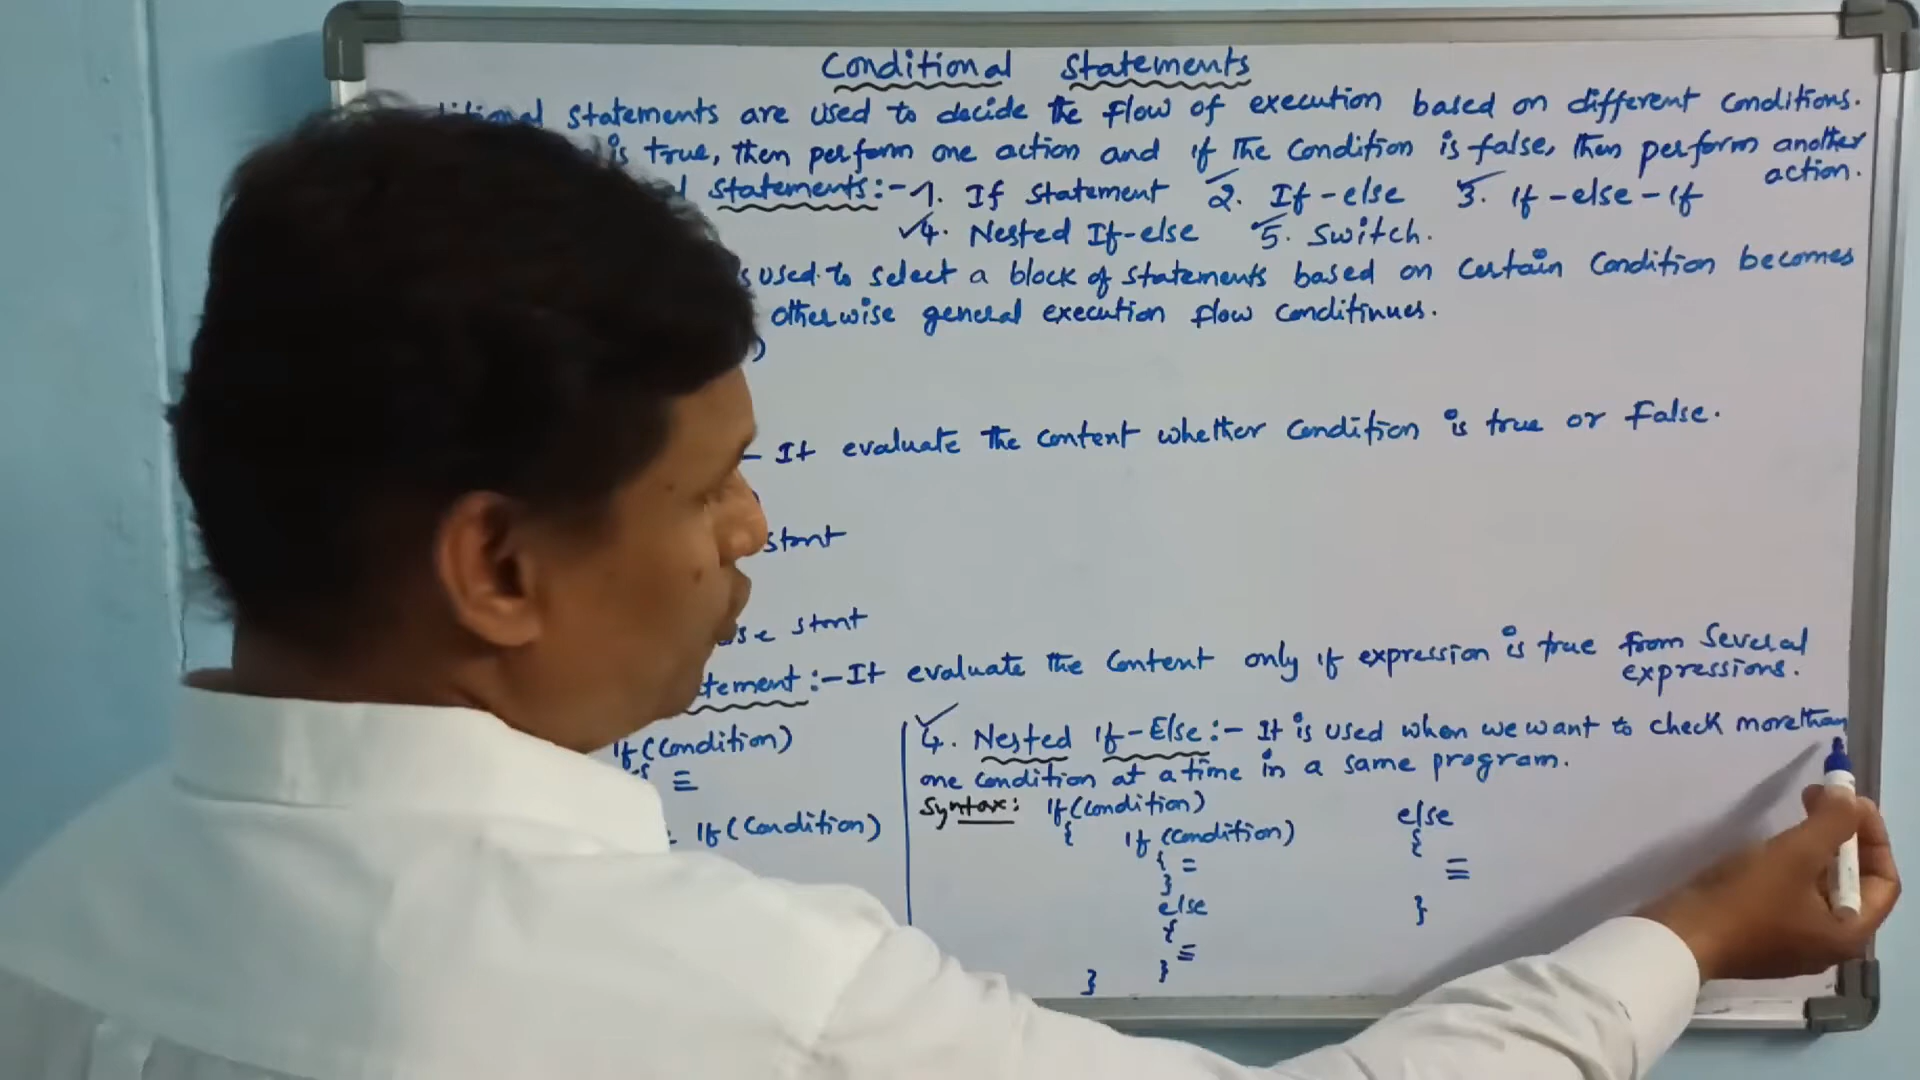 Conditional Statements
ditional statements are used to decide the flow of execution based on different conditions.
is true, then perform one action and if the condition is false, then perform another
action.
l statements:- 1. If statement 2. If-else 3. If-else-if
4. Nested If-else 5. Switch.
s used to select a block of statements based on certain condition becomes
otherwise general execution flow conditinues.
)
- It evaluate the content whether condition is true or False.
stmt
lse stmt
tement :- It evaluate the content only if expression is true from several
expressions.
If (condition)
{
If (condition)
4. Nested If-Else :- It is used when we want to check more than
one condition at a time in a same program.
Syntax: If (condition)
{
If (condition)
{ =
}
else
{
}
}
else
{
}